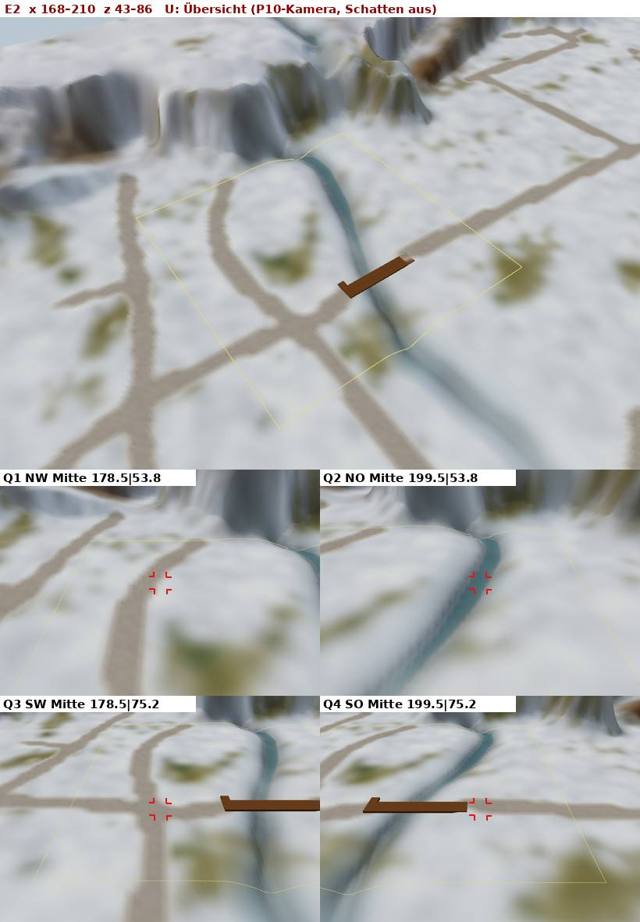 E2  x 168–210  z 43–86   U: Übersicht (P10-Kamera, Schatten aus)
Q1 NW Mitte 178.5|53.8
Q2 NO Mitte 199.5|53.8
Q3 SW Mitte 178.5|75.2
Q4 SO Mitte 199.5|75.2